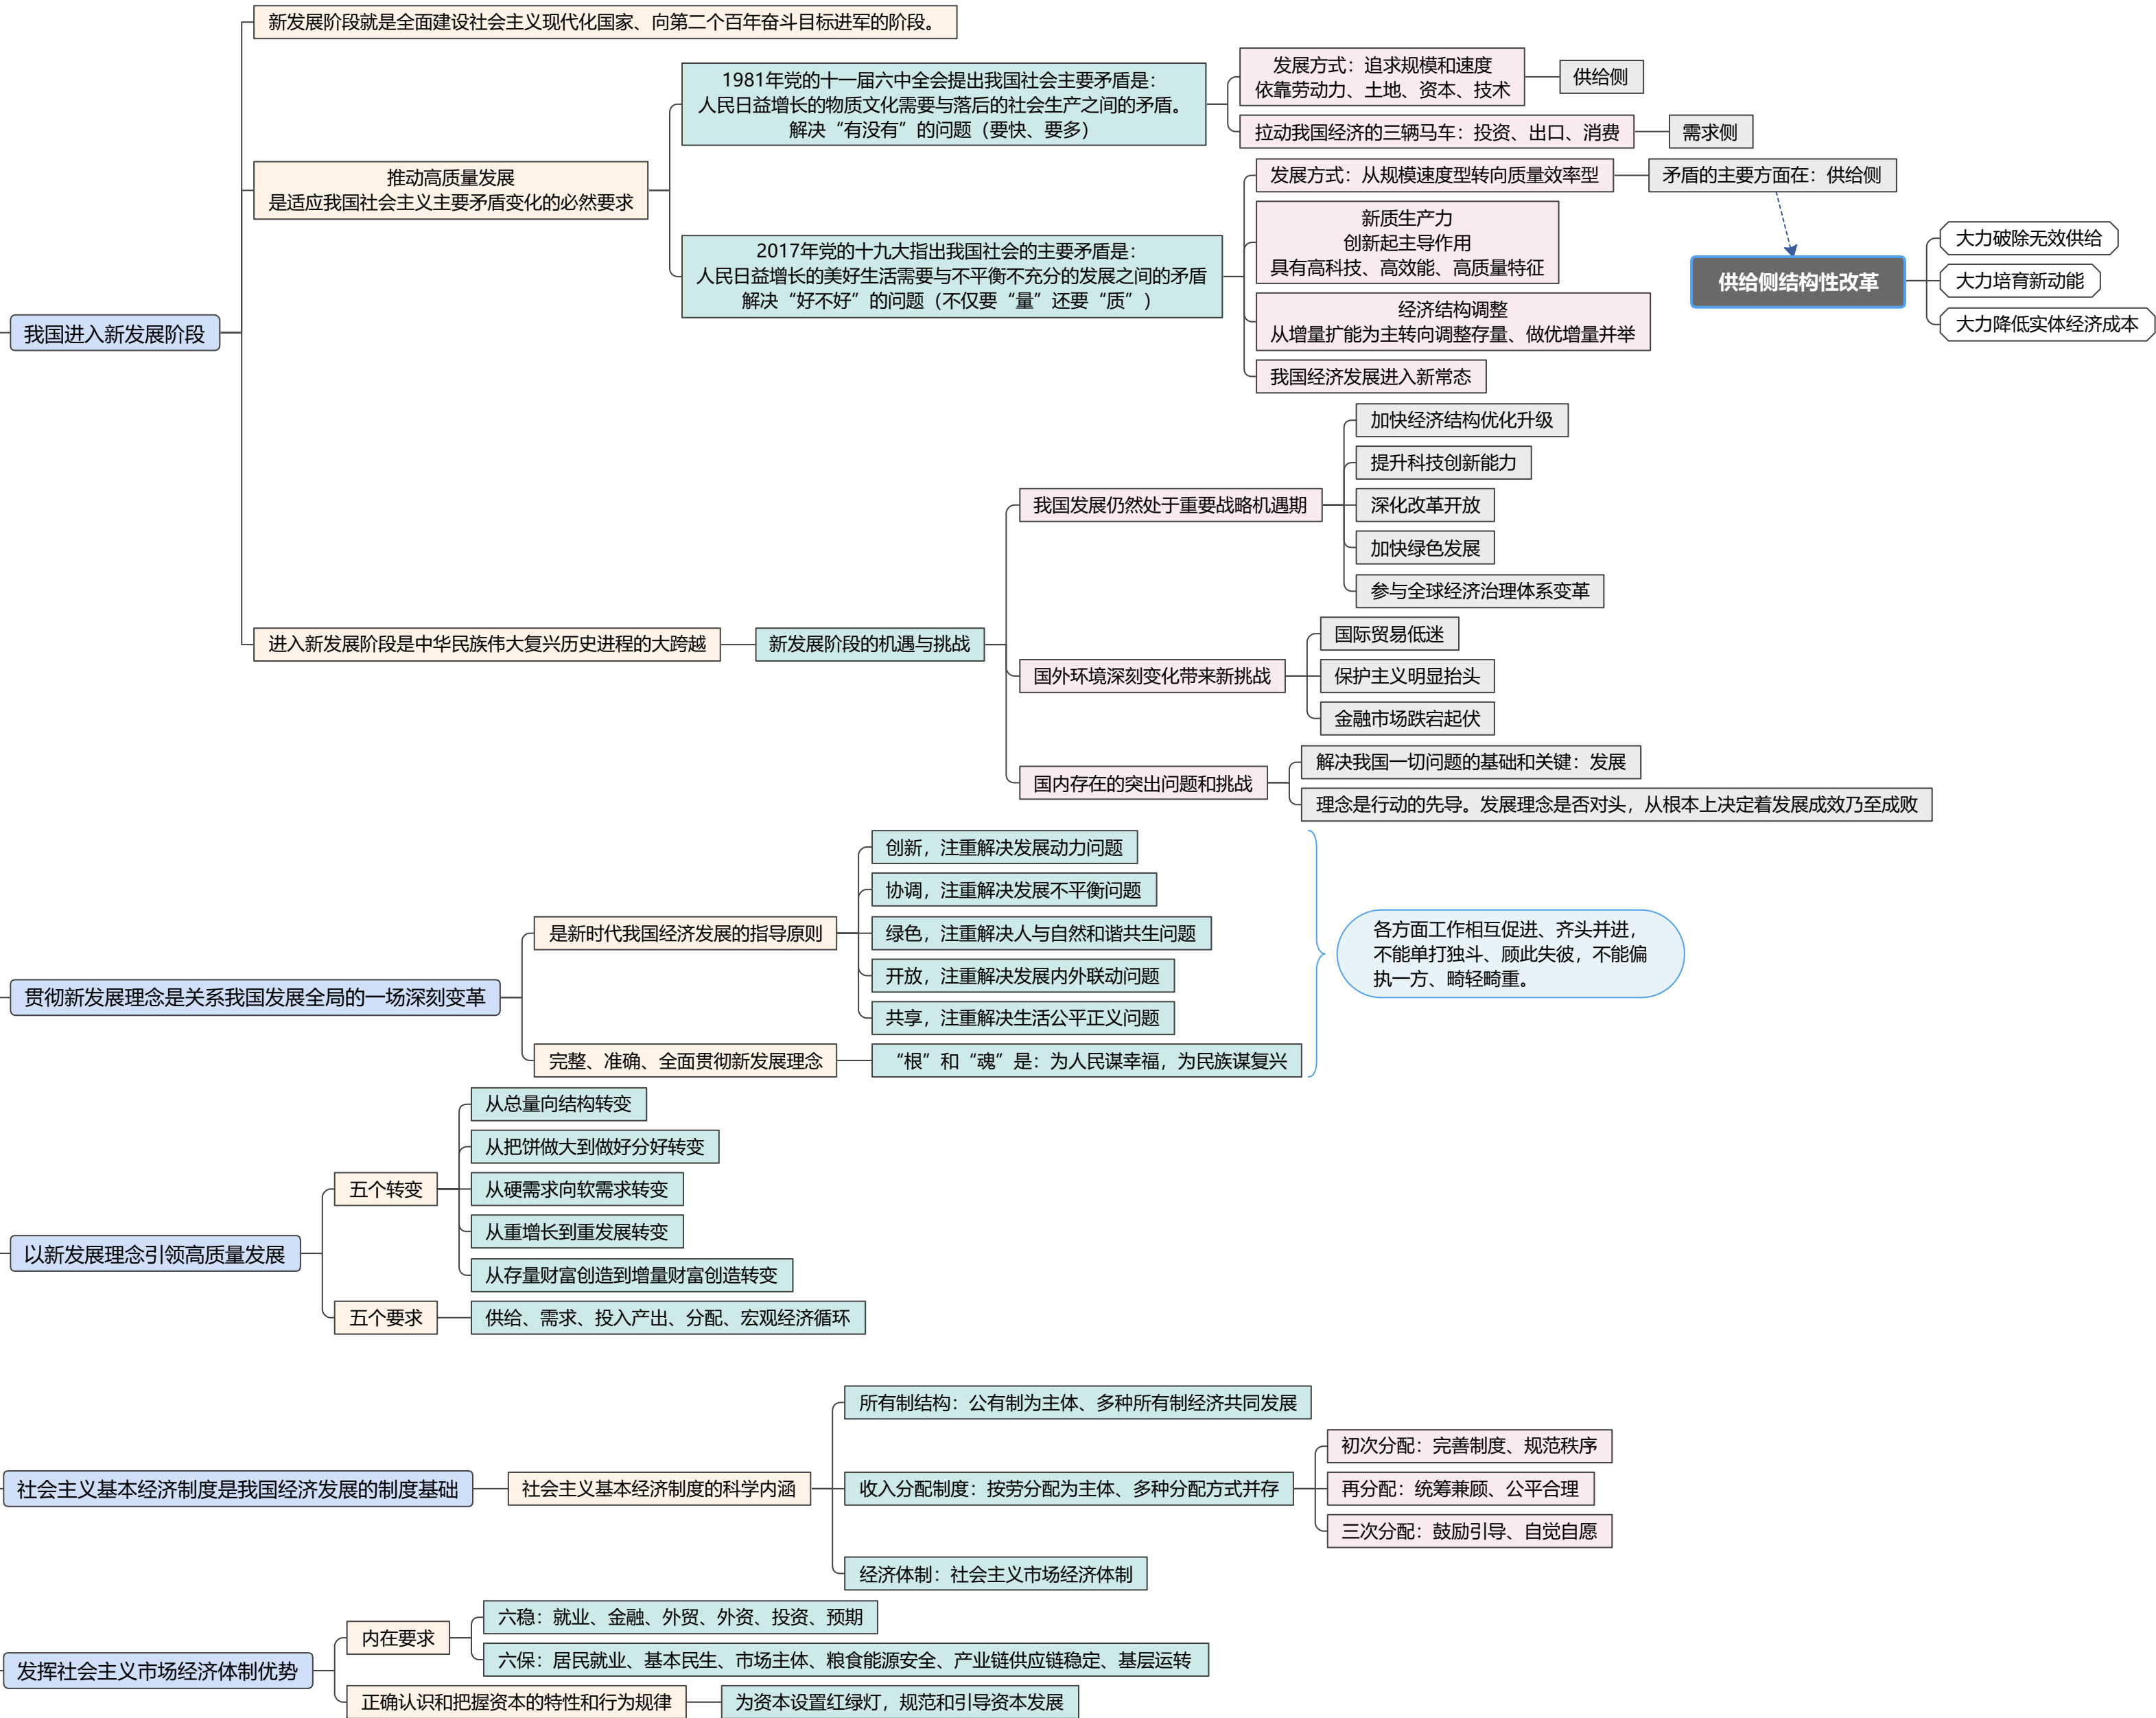 新发展阶段就是全面建设社会主义现代化国家、向第二个百年奋斗目标进军的阶段。
我国进入新发展阶段
推动高质量发展
是适应我国社会主义主要矛盾变化的必然要求
1981年党的十一届六中全会提出我国社会主要矛盾是：
人民日益增长的物质文化需要与落后的社会生产之间的矛盾。
解决“有没有”的问题（要快、要多）
发展方式：追求规模和速度
依靠劳动力、土地、资本、技术
供给侧
拉动我国经济的三辆马车：投资、出口、消费
需求侧
2017年党的十九大指出我国社会的主要矛盾是：
人民日益增长的美好生活需要与不平衡不充分的发展之间的矛盾
解决“好不好”的问题（不仅要“量”还要“质”）
发展方式：从规模速度型转向质量效率型
矛盾的主要方面在：供给侧
新质生产力
创新起主导作用
具有高科技、高效能、高质量特征
经济结构调整
从增量扩能为主转向调整存量、做优增量并举
我国经济发展进入新常态
供给侧结构性改革
大力破除无效供给
大力培育新动能
大力降低实体经济成本
进入新发展阶段是中华民族伟大复兴历史进程的大跨越
新发展阶段的机遇与挑战
我国发展仍然处于重要战略机遇期
加快经济结构优化升级
提升科技创新能力
深化改革开放
加快绿色发展
参与全球经济治理体系变革
国外环境深刻变化带来新挑战
国际贸易低迷
保护主义明显抬头
金融市场跌宕起伏
国内存在的突出问题和挑战
解决我国一切问题的基础和关键：发展
理念是行动的先导。发展理念是否对头，从根本上决定着发展成效乃至成败
贯彻新发展理念是关系我国发展全局的一场深刻变革
是新时代我国经济发展的指导原则
创新，注重解决发展动力问题
协调，注重解决发展不平衡问题
绿色，注重解决人与自然和谐共生问题
开放，注重解决发展内外联动问题
共享，注重解决生活公平正义问题
完整、准确、全面贯彻新发展理念
“根”和“魂”是：为人民谋幸福，为民族谋复兴
各方面工作相互促进、齐头并进，
不能单打独斗、顾此失彼，不能偏
执一方、畸轻畸重。
以新发展理念引领高质量发展
五个转变
从总量向结构转变
从把饼做大到做好分好转变
从硬需求向软需求转变
从重增长到重发展转变
从存量财富创造到增量财富创造转变
五个要求
供给、需求、投入产出、分配、宏观经济循环
社会主义基本经济制度是我国经济发展的制度基础
社会主义基本经济制度的科学内涵
所有制结构：公有制为主体、多种所有制经济共同发展
收入分配制度：按劳分配为主体、多种分配方式并存
初次分配：完善制度、规范秩序
再分配：统筹兼顾、公平合理
三次分配：鼓励引导、自觉自愿
经济体制：社会主义市场经济体制
发挥社会主义市场经济体制优势
内在要求
六稳：就业、金融、外贸、外资、投资、预期
六保：居民就业、基本民生、市场主体、粮食能源安全、产业链供应链稳定、基层运转
正确认识和把握资本的特性和行为规律
为资本设置红绿灯，规范和引导资本发展